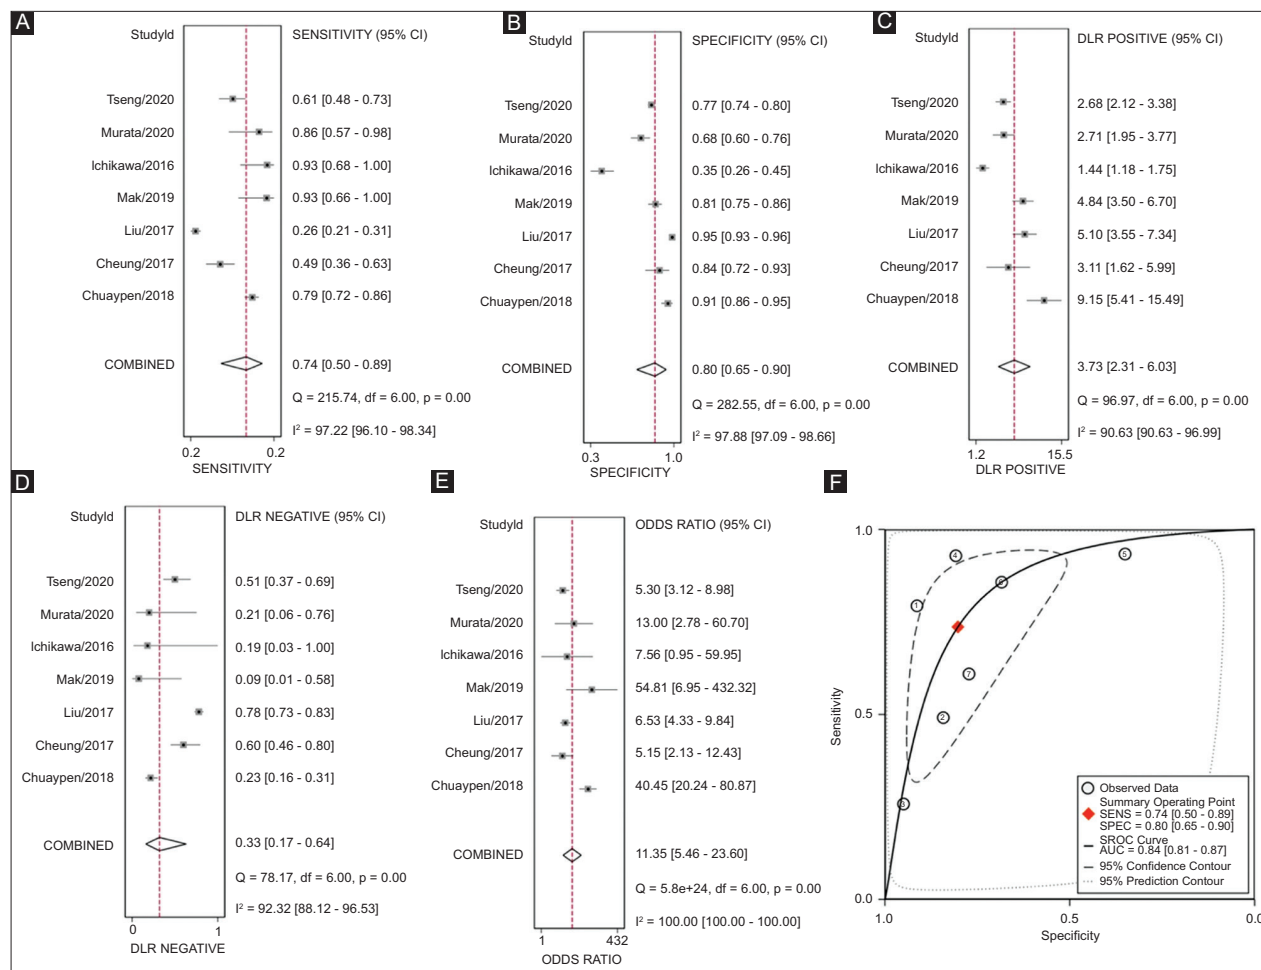 A
StudyId SENSITIVITY (95% CI)
Tseng/2020 0.61 [0.48 - 0.73]
Murata/2020 0.86 [0.57 - 0.98]
Ichikawa/2016 0.93 [0.68 - 1.00]
Mak/2019 0.93 [0.66 - 1.00]
Liu/2017 0.26 [0.21 - 0.31]
Cheung/2017 0.49 [0.36 - 0.63]
Chuaypen/2018 0.79 [0.72 - 0.86]
COMBINED 0.74 [0.50 - 0.89]
Q = 215.74, df = 6.00, p = 0.00
I² = 97.22 [96.10 - 98.34]
0.2 0.2
SENSITIVITY
B
StudyId SPECIFICITY (95% CI)
Tseng/2020 0.77 [0.74 - 0.80]
Murata/2020 0.68 [0.60 - 0.76]
Ichikawa/2016 0.35 [0.26 - 0.45]
Mak/2019 0.81 [0.75 - 0.86]
Liu/2017 0.95 [0.93 - 0.96]
Cheung/2017 0.84 [0.72 - 0.93]
Chuaypen/2018 0.91 [0.86 - 0.95]
COMBINED 0.80 [0.65 - 0.90]
Q = 282.55, df = 6.00, p = 0.00
I² = 97.88 [97.09 - 98.66]
0.3 1.0
SPECIFICITY
C
StudyId DLR POSITIVE (95% CI)
Tseng/2020 2.68 [2.12 - 3.38]
Murata/2020 2.71 [1.95 - 3.77]
Ichikawa/2016 1.44 [1.18 - 1.75]
Mak/2019 4.84 [3.50 - 6.70]
Liu/2017 5.10 [3.55 - 7.34]
Cheung/2017 3.11 [1.62 - 5.99]
Chuaypen/2018 9.15 [5.41 - 15.49]
COMBINED 3.73 [2.31 - 6.03]
Q = 96.97, df = 6.00, p = 0.00
I² = 90.63 [90.63 - 96.99]
1.2 15.5
DLR POSITIVE
D
StudyId DLR NEGATIVE (95% CI)
Tseng/2020 0.51 [0.37 - 0.69]
Murata/2020 0.21 [0.06 - 0.76]
Ichikawa/2016 0.19 [0.03 - 1.00]
Mak/2019 0.09 [0.01 - 0.58]
Liu/2017 0.78 [0.73 - 0.83]
Cheung/2017 0.60 [0.46 - 0.80]
Chuaypen/2018 0.23 [0.16 - 0.31]
COMBINED 0.33 [0.17 - 0.64]
Q = 78.17, df = 6.00, p = 0.00
I² = 92.32 [88.12 - 96.53]
0 1
DLR NEGATIVE
E
StudyId ODDS RATIO (95% CI)
Tseng/2020 5.30 [3.12 - 8.98]
Murata/2020 13.00 [2.78 - 60.70]
Ichikawa/2016 7.56 [0.95 - 59.95]
Mak/2019 54.81 [6.95 - 432.32]
Liu/2017 6.53 [4.33 - 9.84]
Cheung/2017 5.15 [2.13 - 12.43]
Chuaypen/2018 40.45 [20.24 - 80.87]
COMBINED 11.35 [5.46 - 23.60]
Q = 5.8e+24, df = 6.00, p = 0.00
I² = 100.00 [100.00 - 100.00]
1 432
ODDS RATIO
F
1.0
4
5
6
1
7
0.5
2
3
Sensitivity
Observed Data
Summary Operating Point
SENS = 0.74 [0.50 - 0.89]
SPEC = 0.80 [0.65 - 0.90]
SROC Curve
AUC = 0.84 [0.81 - 0.87]
95% Confidence Contour
95% Prediction Contour
0.0
1.0 0.5 0.0
Specificity